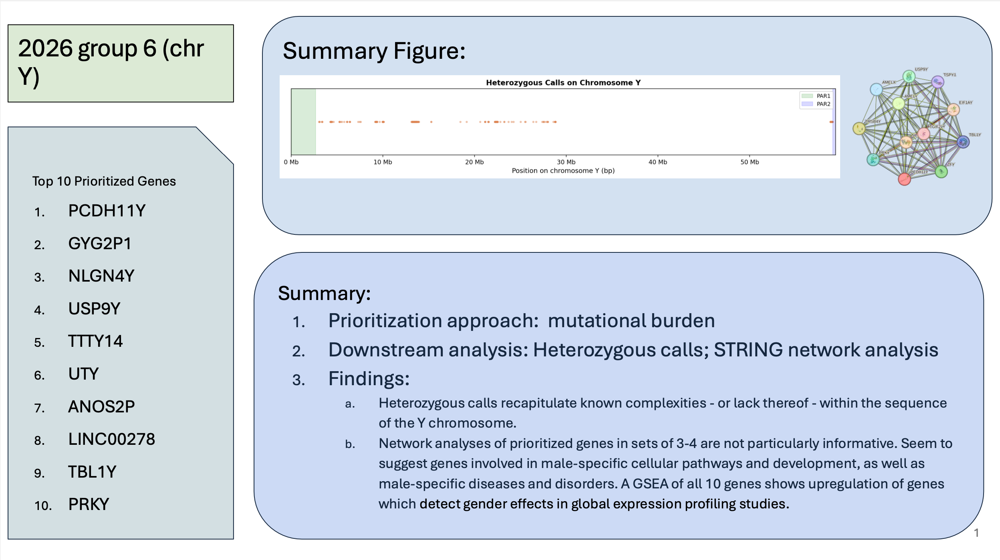 2026 group 6 (chr
Y)
Top 10 Prioritized Genes
1. PCDH11Y
2. GYG2P1
3. NLGN4Y
4. USP9Y
5. TTTY14
6. UTY
7. ANOS2P
8. LINC00278
9. TBL1Y
10. PRKY
Summary Figure:
Heterozygous Calls on Chromosome Y
PAR1
PAR2
0 Mb 10 Mb 20 Mb 30 Mb 40 Mb 50 Mb
Position on chromosome Y (bp)
USP9Y
TSPY1
AMELX
AMELY
EIF1AY
TMSB4Y
TGIF2LY
TBL1Y
PRKY
ZFY
PCDH11Y
Summary:
1. Prioritization approach: mutational burden
2. Downstream analysis: Heterozygous calls; STRING network analysis
3. Findings:
a. Heterozygous calls recapitulate known complexities - or lack thereof - within the sequence
of the Y chromosome.
b. Network analyses of prioritized genes in sets of 3-4 are not particularly informative. Seem to
suggest genes involved in male-specific cellular pathways and development, as well as
male-specific diseases and disorders. A GSEA of all 10 genes shows upregulation of genes
which detect gender effects in global expression profiling studies.
1